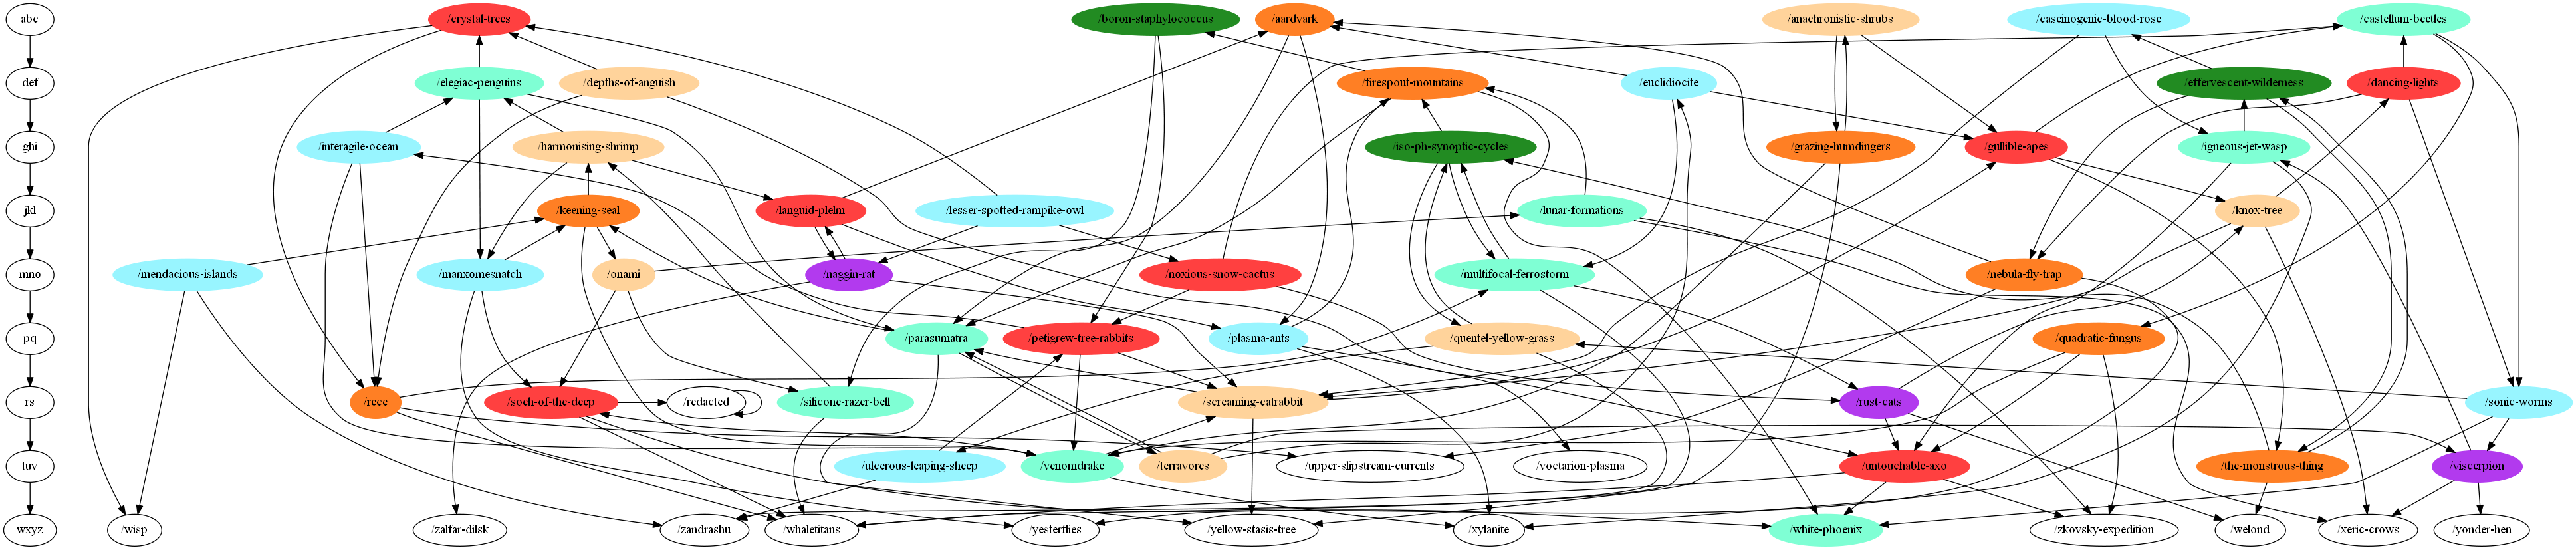 abc
/crystal-trees
/boron-staphylococcus
/aardvark
/anachronistic-shrubs
/caseinogenic-blood-rose
/castellum-beetles
def
/elegiac-penguins
/depths-of-anguish
/firespout-mountains
/euclidiocite
/effervescent-wilderness
/dancing-lights
ghi
/interagile-ocean
/harmonising-shrimp
/iso-ph-synoptic-cycles
/grazing-humdingers
/gullible-apes
/igneous-jet-wasp
jkl
/keening-seal
/languid-plelm
/lesser-spotted-rampike-owl
/lunar-formations
/knox-tree
mno
/mendacious-islands
/manxomesnatch
/onami
/naggin-rat
/noxious-snow-cactus
/multifocal-ferrostorm
/nebula-fly-trap
pq
/parasumatra
/petigrew-tree-rabbits
/plasma-ants
/quentel-yellow-grass
/quadratic-fungus
rs
/rece
/soeh-of-the-deep
/redacted
/silicone-razer-bell
/screaming-catrabbit
/rust-cats
/sonic-worms
tuv
/ulcerous-leaping-sheep
/venomdrake
/terravores
/upper-slipstream-currents
/voctarion-plasma
/untouchable-axo
/the-monstrous-thing
/viscerpion
wxyz
/wisp
/zalfar-dilsk
/zandrashu
/whaletitans
/yesterflies
/yellow-stasis-tree
/xylanite
/white-phoenix
/zkovsky-expedition
/welond
/xeric-crows
/yonder-hen